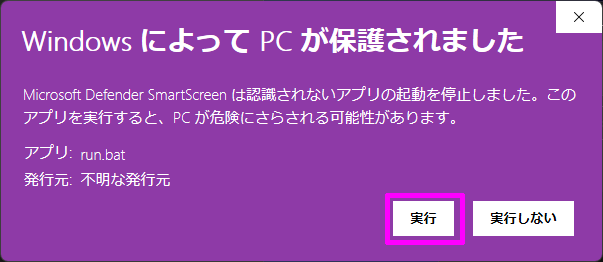 Windows によって PC が保護されました
Microsoft Defender SmartScreen は認識されないアプリの起動を停止しました。この
アプリを実行すると、PC が危険にさらされる可能性があります。
アプリ: run.bat
発行元: 不明な発行元
実行 実行しない